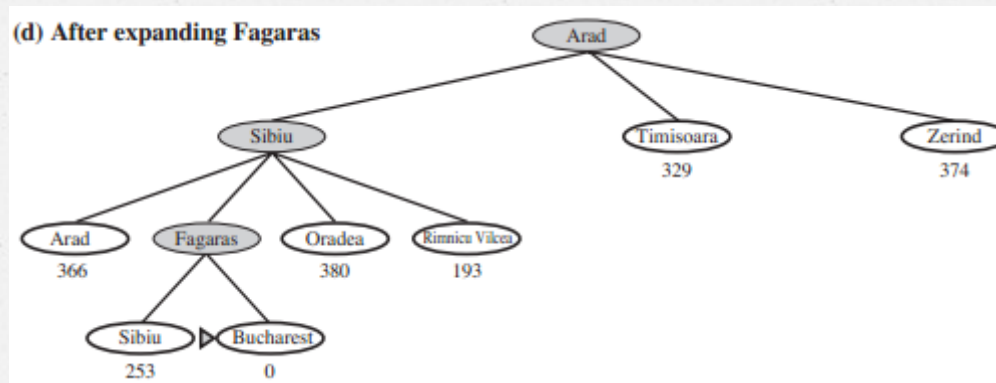 (d) After expanding Fagaras
Arad
Sibiu
Timisoara
Zerind
329
374
Arad
Fagaras
Oradea
Rimnicu Vilcea
366
380
193
Sibiu
Bucharest
253
0